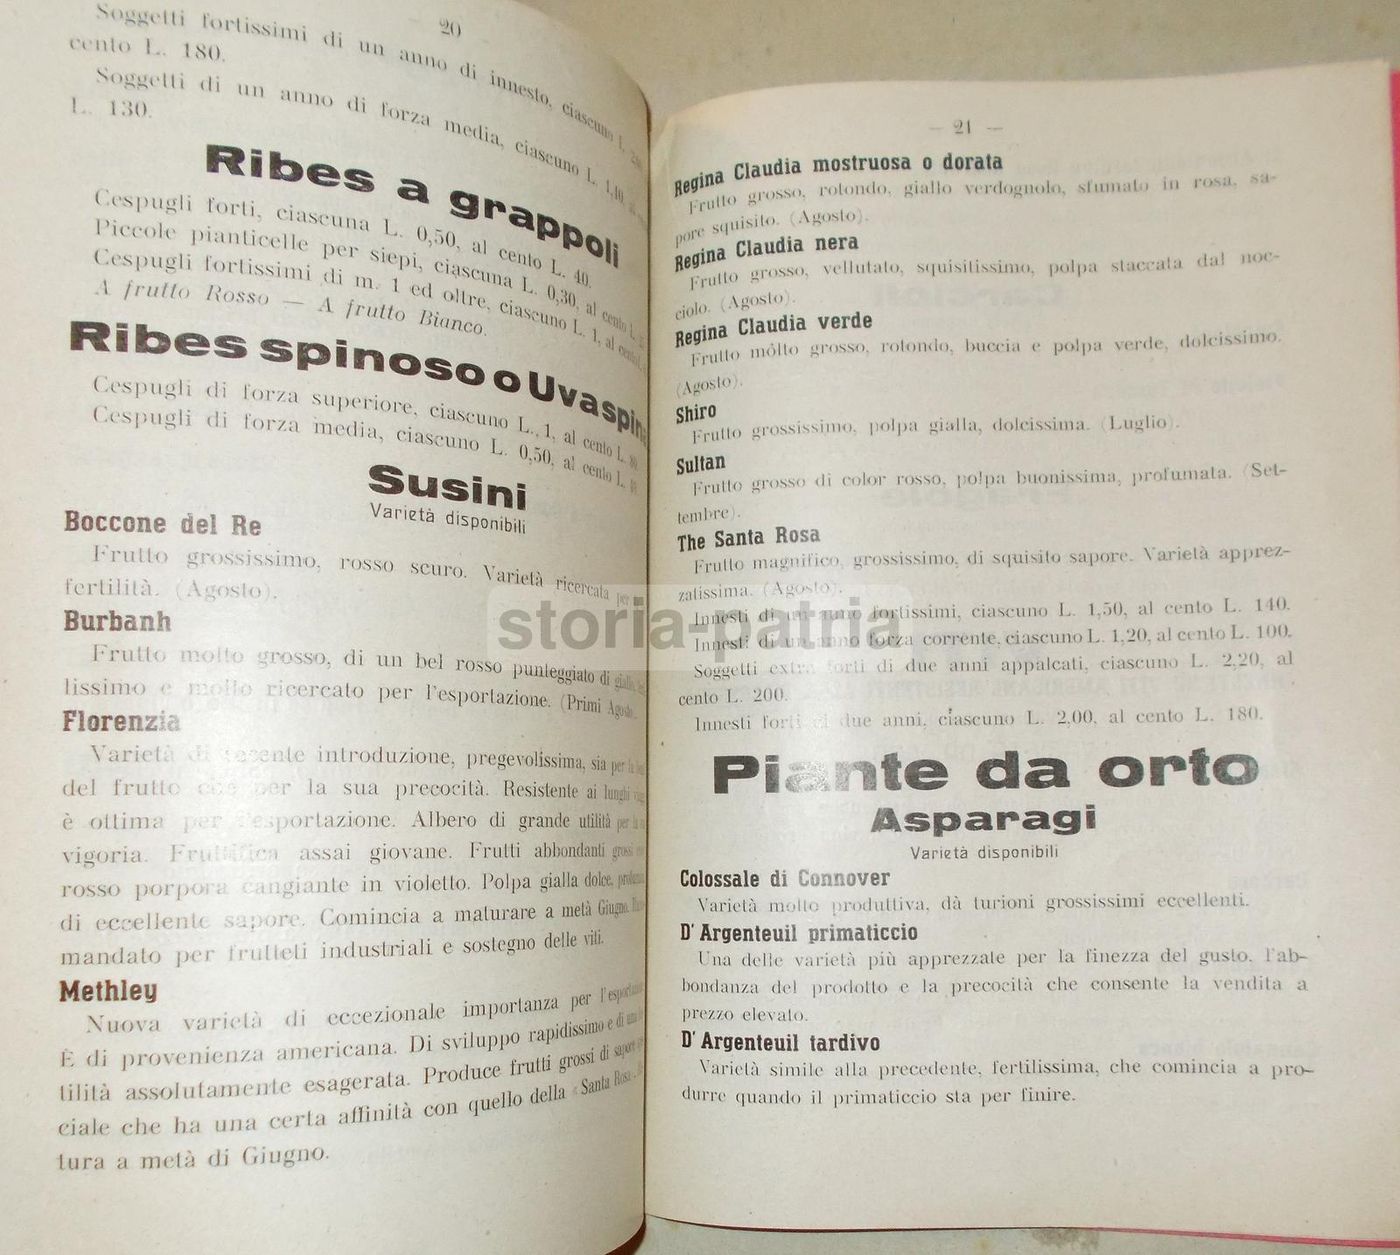 20
Soggetti fortissimi di un anno di innesto, ciascuno L.
cento L. 180.
Soggetti di un anno di forza media, ciascuno L. 1,40,
L. 130.
Ribes a grappoli
Cespugli forti, ciascuna L. 0,50, al cento L. 40.
Piccole pianticelle per siepi, ciascuna L. 0,30, al cento L.
Cespugli fortissimi di m. 1 ed oltre, ciascuno L. 1, al cento
A frutto Rosso — A frutto Bianco.
Ribes spinoso o Uvaspina
Cespugli di forza superiore, ciascuno L., 1, al cento L. 80
Cespugli di forza media, ciascuno L. 0,50, al cento L.
Susini
Varietà disponibili
Boccone del Re
Frutto grossissimo, rosso scuro. Varietà ricercata per
fertilità. (Agosto).
Burbanh
Frutto molto grosso, di un bel rosso punteggiato di giallo,
lissimo e molto ricercato per l'esportazione. (Primi Agosto
Florenzia
Varietà di recente introduzione, pregevolissima, sia per la
del frutto che per la sua precocità. Resistente ai lunghi
è ottima per l'esportazione. Albero di grande utilità per la
vigoria. Fruttifica assai giovane. Frutti abbondanti grossi
rosso porpora cangiante in violetto. Polpa gialla dolce,
di eccellente sapore. Comincia a maturare a metà Giugno.
mandato per frutteti industriali e sostegno delle viti.
Methley
Nuova varietà di eccezionale importanza per l'esportazione
È di provenienza americana. Di sviluppo rapidissimo e di una
tilità assolutamente esagerata. Produce frutti grossi di sapore
ciale che ha una certa affinità con quello della «Santa Rosa».
tura a metà di Giugno.
— 21 —
Regina Claudia mostruosa o dorata
Frutto grosso, rotondo, giallo verdognolo, sfumato in rosa, sa-
pore squisito. (Agosto).
Regina Claudia nera
Frutto grosso, vellutato, squisitissimo, polpa staccata dal noc-
ciolo. (Agosto).
Regina Claudia verde
Frutto mólto grosso, rotondo, buccia e polpa verde, dolcissimo.
(Agosto).
Shiro
Frutto grossissimo, polpa gialla, dolcissima. (Luglio).
Sultan
Frutto grosso di color rosso, polpa buonissima, profumata. (Set-
tembre).
The Santa Rosa
Frutto magnifico, grossissimo, di squisito sapore. Varietà apprez-
zatissima. (Agosto).
Innesti di un anno fortissimi, ciascuno L. 1,50, al cento L. 140.
Innesti di un anno forza corrente, ciascuno L. 1,20, al cento L. 100.
Soggetti extra forti di due anni appalcati, ciascuno L. 2,20, al
cento L. 200.
Innesti forti di due anni, ciascuno L. 2,00, al cento L. 180.
Piante da orto
Asparagi
Varietà disponibili
Colossale di Connover
Varietà molto produttiva, dà turioni grossissimi eccellenti.
D'Argenteuil primaticcio
Una delle varietà più apprezzate per la finezza del gusto, l'ab-
bondanza del prodotto e la precocità che consente la vendita a
prezzo elevato.
D'Argenteuil tardivo
Varietà simile alla precedente, fertilissima, che comincia a pro-
durre quando il primaticcio sta per finire.
storia-patria